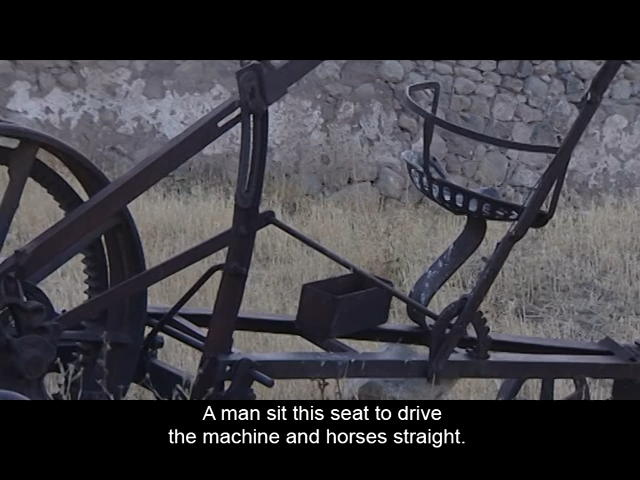 A man sit this seat to drive
the machine and horses straight.